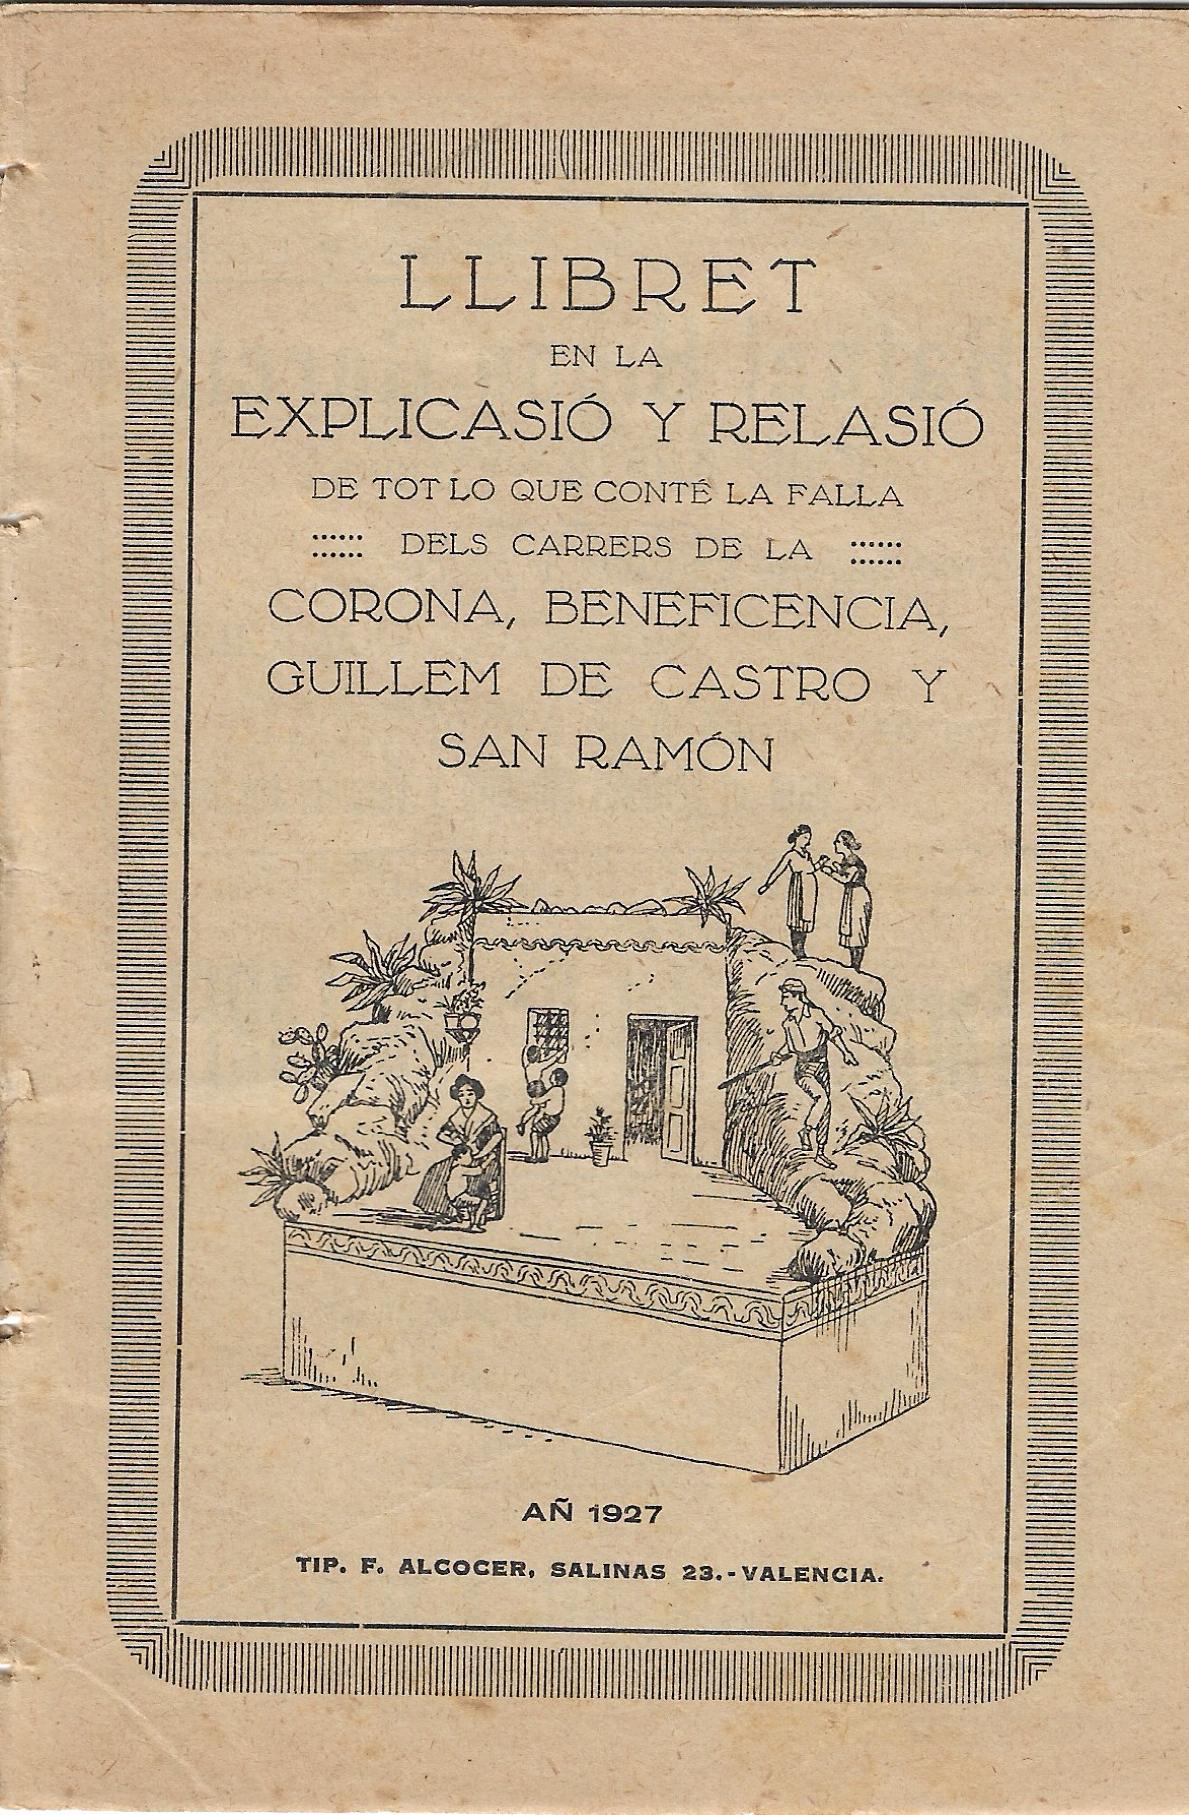 LLIBRET
EN LA
EXPLICASIÓ Y RELASIÓ
DE TOT LO QUE CONTÉ LA FALLA
DELS CARRERS DE LA
CORONA, BENEFICENCIA,
GUILLEM DE CASTRO Y
SAN RAMÓN
AÑ 1927
TIP. F. ALCOCER, SALINAS 23.-VALENCIA.